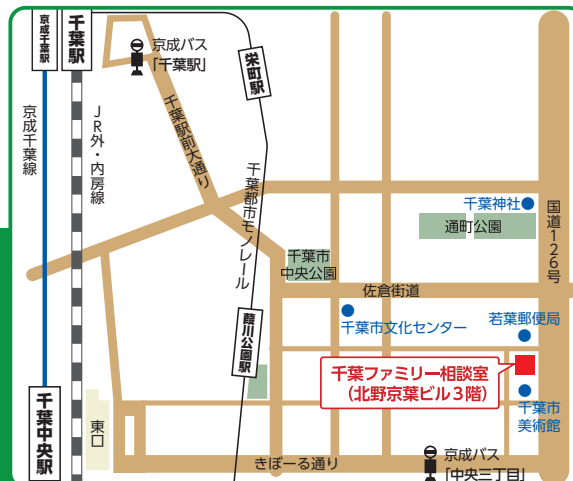 京成千葉駅
千葉駅
京成バス
「千葉駅」
栄町駅
京成千葉線
JR外・内房線
千葉駅前大通り
千葉都市モノレール
千葉神社
通町公園
国道126号
千葉市
中央公園
佐倉街道
千葉市文化センター
若葉郵便局
葭川公園駅
千葉ファミリー相談室
（北野京葉ビル3階）
千葉市
美術館
千葉中央駅
東口
きぼーる通り
京成バス
「中央三丁目」